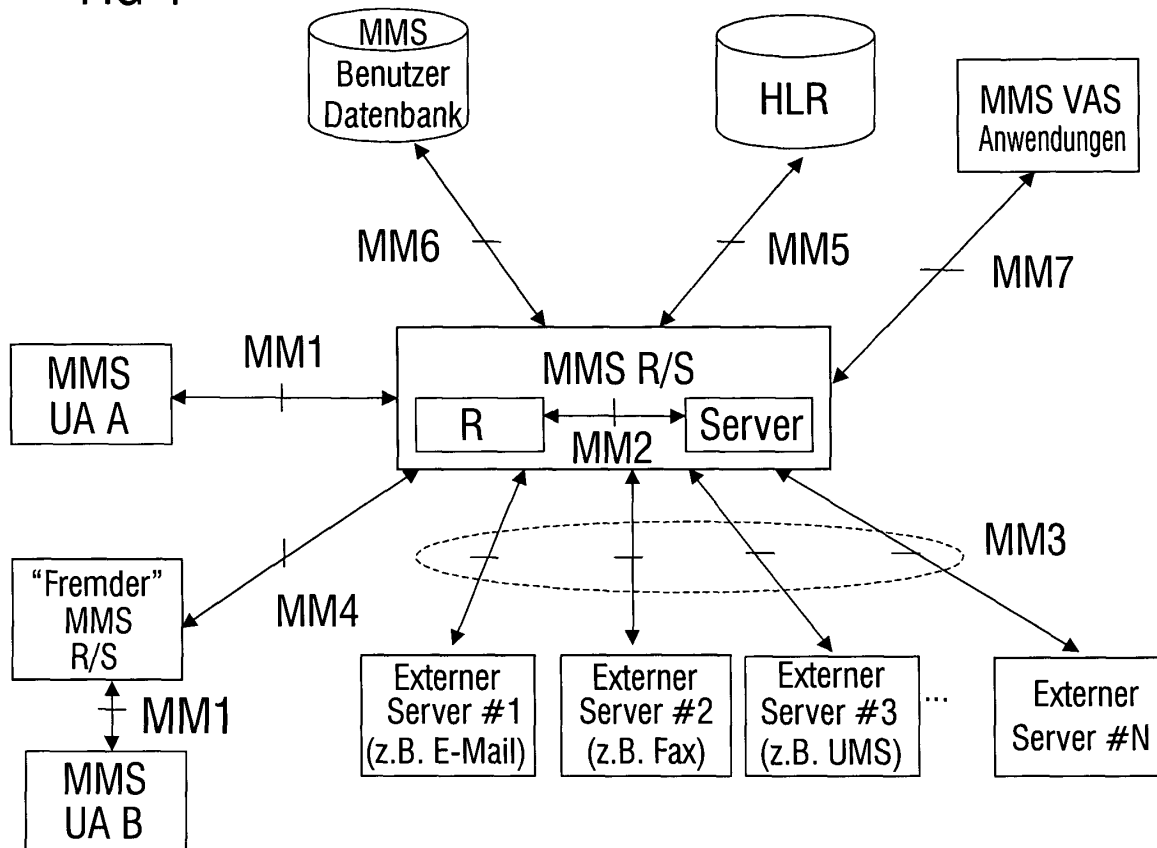 MMS
Benutzer
Datenbank
HLR
MMS VAS
Anwendungen
MM6
MM5
MM7
MMS
UA A
MM1
MMS R/S
R
Server
MM2
MM3
"Fremder"
MMS
R/S
MM4
MM1
MMS
UA B
Externer
Server #1
(z.B. E-Mail)
Externer
Server #2
(z.B. Fax)
Externer
Server #3
(z.B. UMS)
...
Externer
Server #N